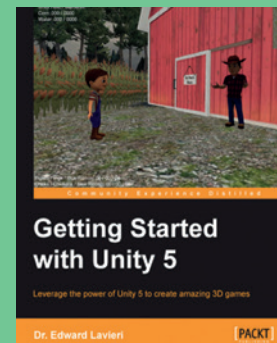 Community Experience Distilled
Getting Started
with Unity 5
Leverage the power of Unity 5 to create amazing 3D games
Dr. Edward Lavieri
[PACKT]